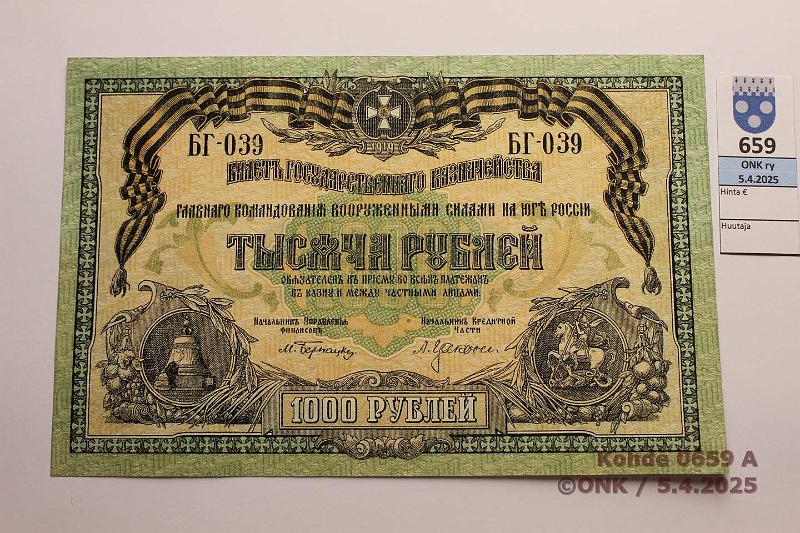 БГ-039 БГ-039
1919
БИЛЕТЪ ГОСУДАРСТВЕННАГО КАЗНАЧЕЙСТВА
ГЛАВНАГО КОМАНДОВАНІЯ ВООРУЖЕННЫМИ СИЛАМИ НА ЮГѢ РОССІИ
ТЫСЯЧА РУБЛЕЙ
ОБЯЗАТЕЛЕНЪ КЪ ПРІЕМУ ВО ВСѢХЪ ПЛАТЕЖАХЪ
ВЪ КАЗНУ И МЕЖДУ ЧАСТНЫМИ ЛИЦАМИ.
Начальникъ Управленія Начальникъ Кредитной
финансовъ Части
1000 РУБЛЕЙ
659
ONK ry
5.4.2025
Hinta €
Huutaja
Kohde 0659 A
©ONK / 5.4.2025